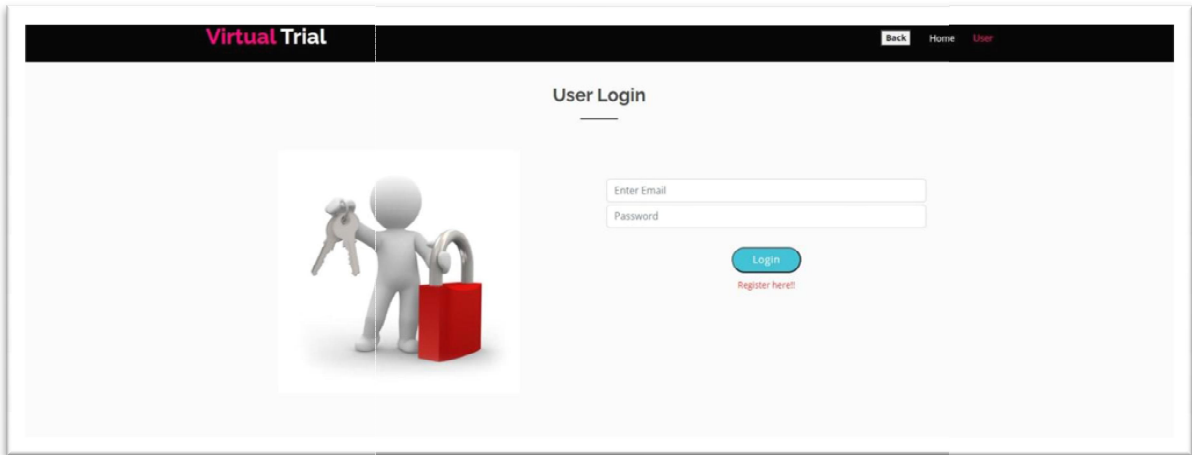 Virtual Trial
Back Home User
User Login
Enter Email
Password
Login
Register here!!